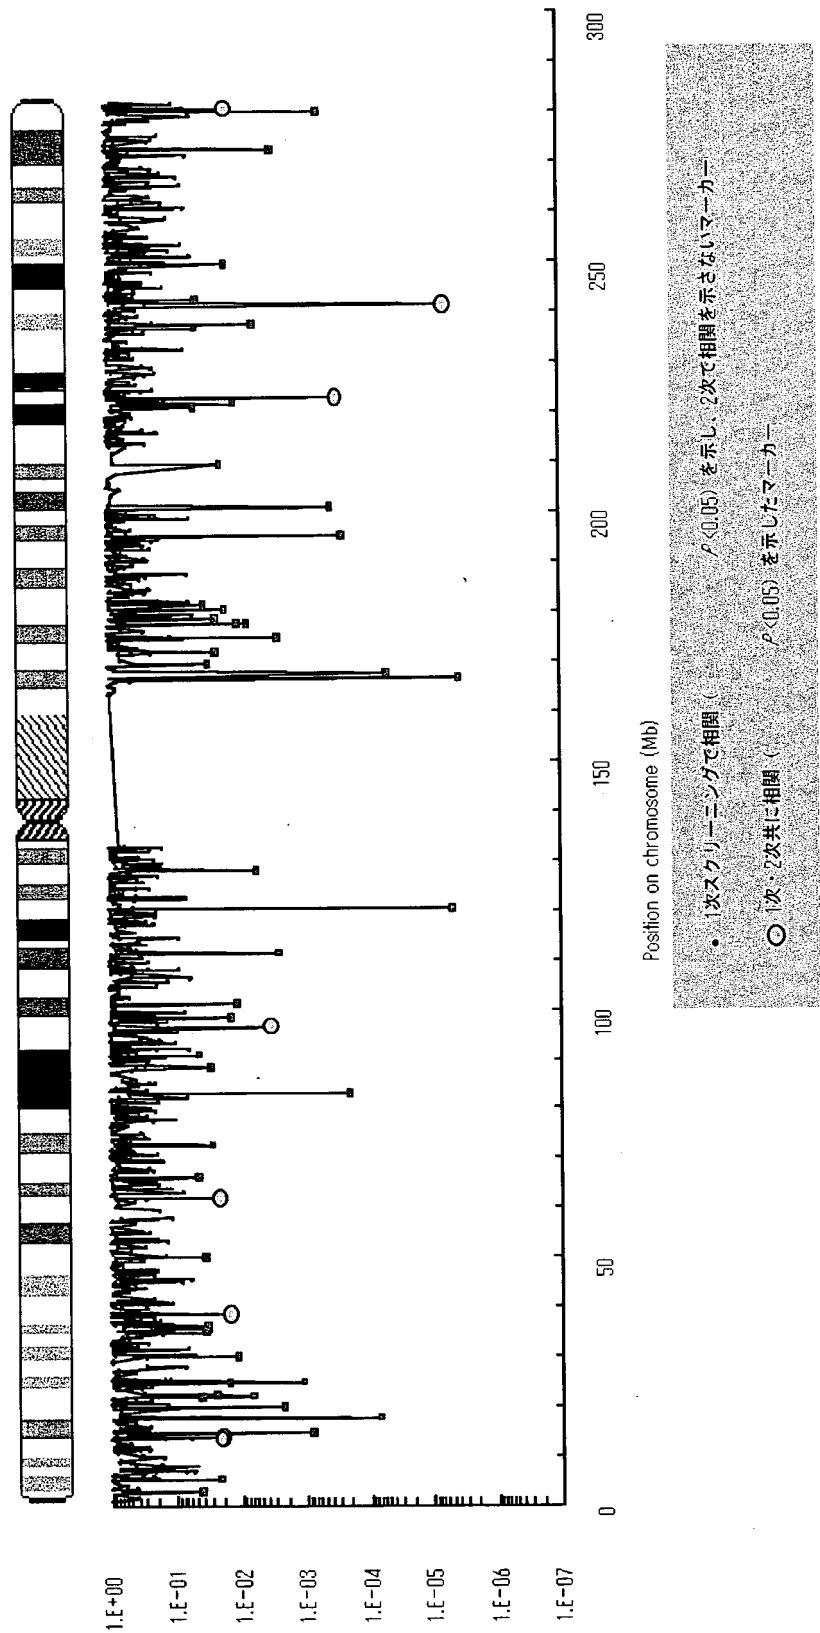 1.E+00
1.E-01
1.E-02
1.E-03
1.E-04
1.E-05
1.E-06
1.E-07
0
50
100
150
200
250
300
Position on chromosome (Mb)
• 1次スクリーニングで相関 ( P<0.05) を示し、2次で相関を示さないマーカー
○ 1次・2次共に相関 ( P<0.05) を示したマーカー